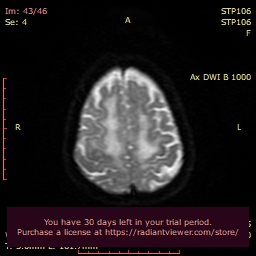 Im: 43/46
Se: 4
A
STP106
STP106
F
Ax DWI B 1000
R
L
You have 30 days left in your trial period.
Purchase a license at https://radiantviewer.com/store/